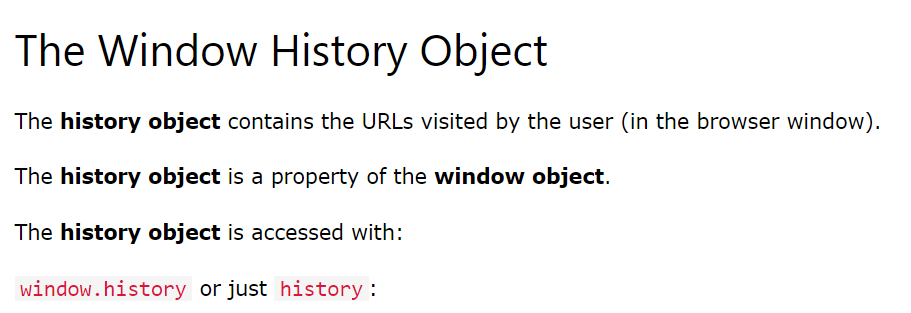 The Window History Object
The history object contains the URLs visited by the user (in the browser window).
The history object is a property of the window object.
The history object is accessed with:
window.history or just history: